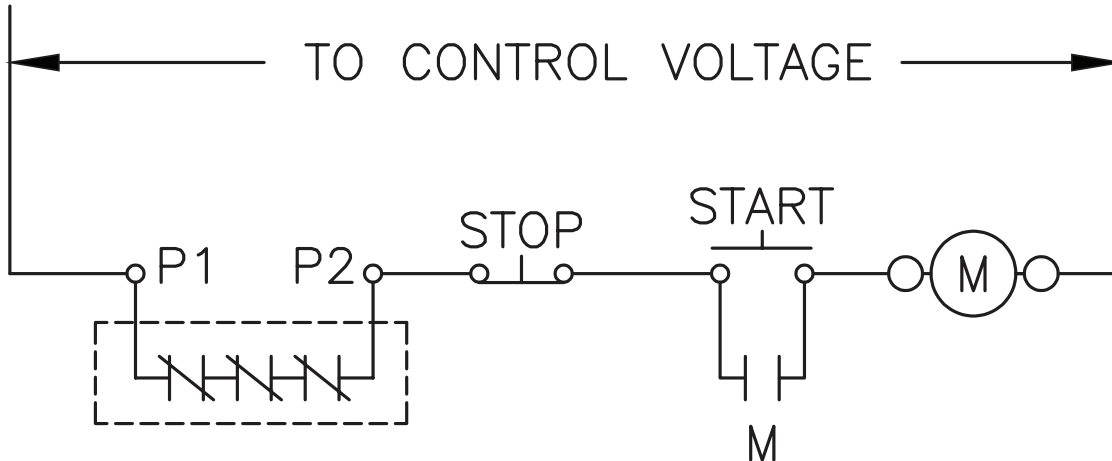 TO CONTROL VOLTAGE
START
STOP
P1 P2
M
M